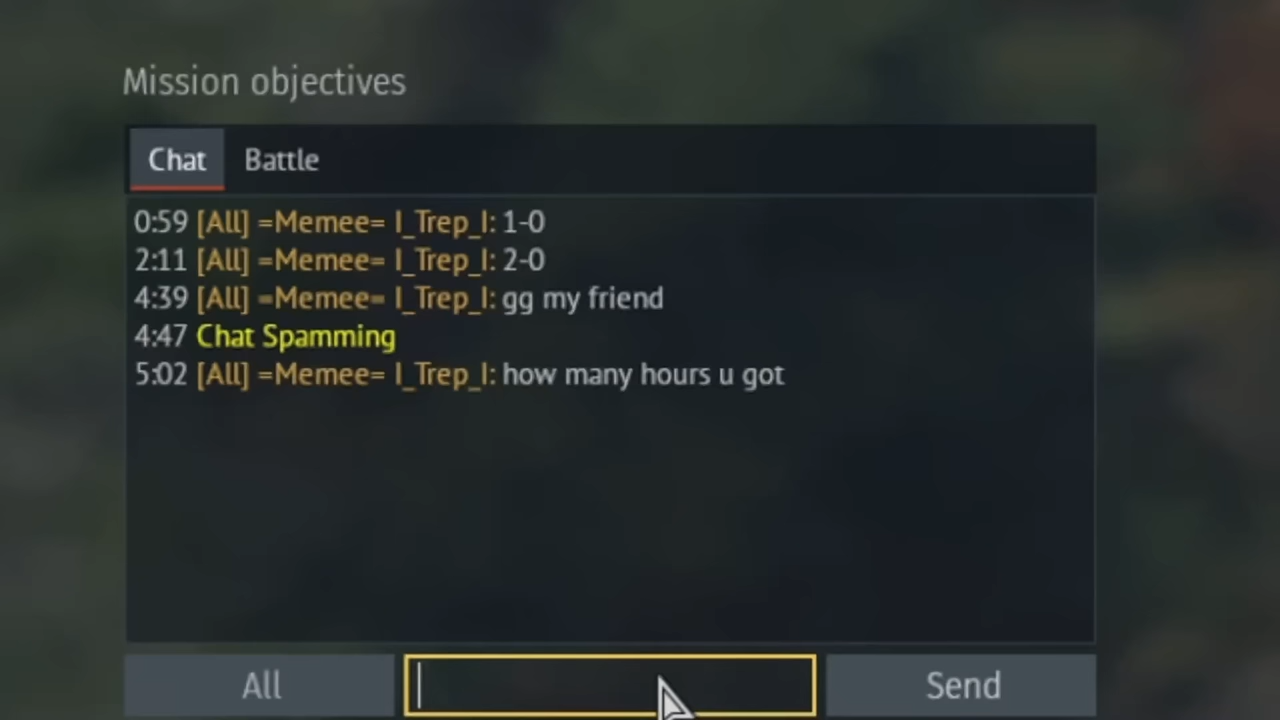 Mission objectives
Chat Battle
0:59 [All] =Memee= I_Trep_I: 1-0
2:11 [All] =Memee= I_Trep_I: 2-0
4:39 [All] =Memee= I_Trep_I: gg my friend
4:47 Chat Spamming
5:02 [All] =Memee= I_Trep_I: how many hours u got
All Send